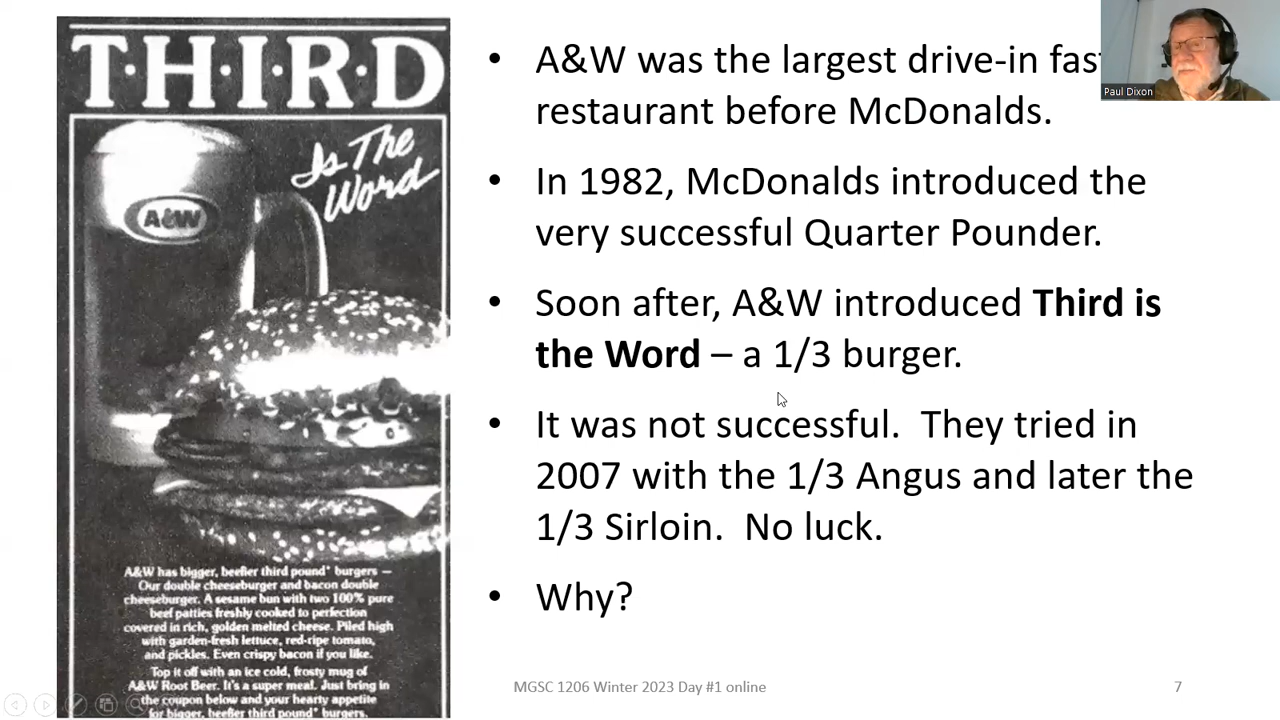 T·H·I·R·D
Is The
Word
A&W
A&W has bigger, beefier third pound* burgers —
Our double cheeseburger and bacon double
cheeseburger. A sesame bun with two 100% pure
beef patties freshly cooked to perfection
covered in rich, golden melted cheese. Piled high
with garden-fresh lettuce, red-ripe tomato,
and pickles. Even crispy bacon if you like.
Top it off with an ice cold, frosty mug of
A&W Root Beer. It's a super meal. Just bring in
the coupon below and your hearty appetite
for bigger, beefier third pound* burgers.
• A&W was the largest drive-in fast
restaurant before McDonalds.
• In 1982, McDonalds introduced the
very successful Quarter Pounder.
• Soon after, A&W introduced Third is
the Word – a 1/3 burger.
• It was not successful. They tried in
2007 with the 1/3 Angus and later the
1/3 Sirloin. No luck.
• Why?
Paul Dixon
MGSC 1206 Winter 2023 Day #1 online
7